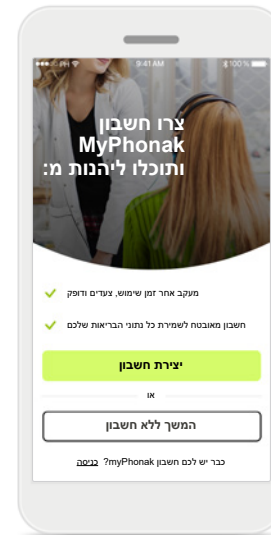 PH 9:41 AM 100%
צרו חשבון
MyPhonak
ותוכלו ליהנות מ:
מעקב אחר זמן שימוש, צעדים ודופק
חשבון מאובטח לשמירת כל נתוני הבריאות שלכם
יצירת חשבון
או
המשך ללא חשבון
כבר יש לכם חשבון myPhonak? כניסה